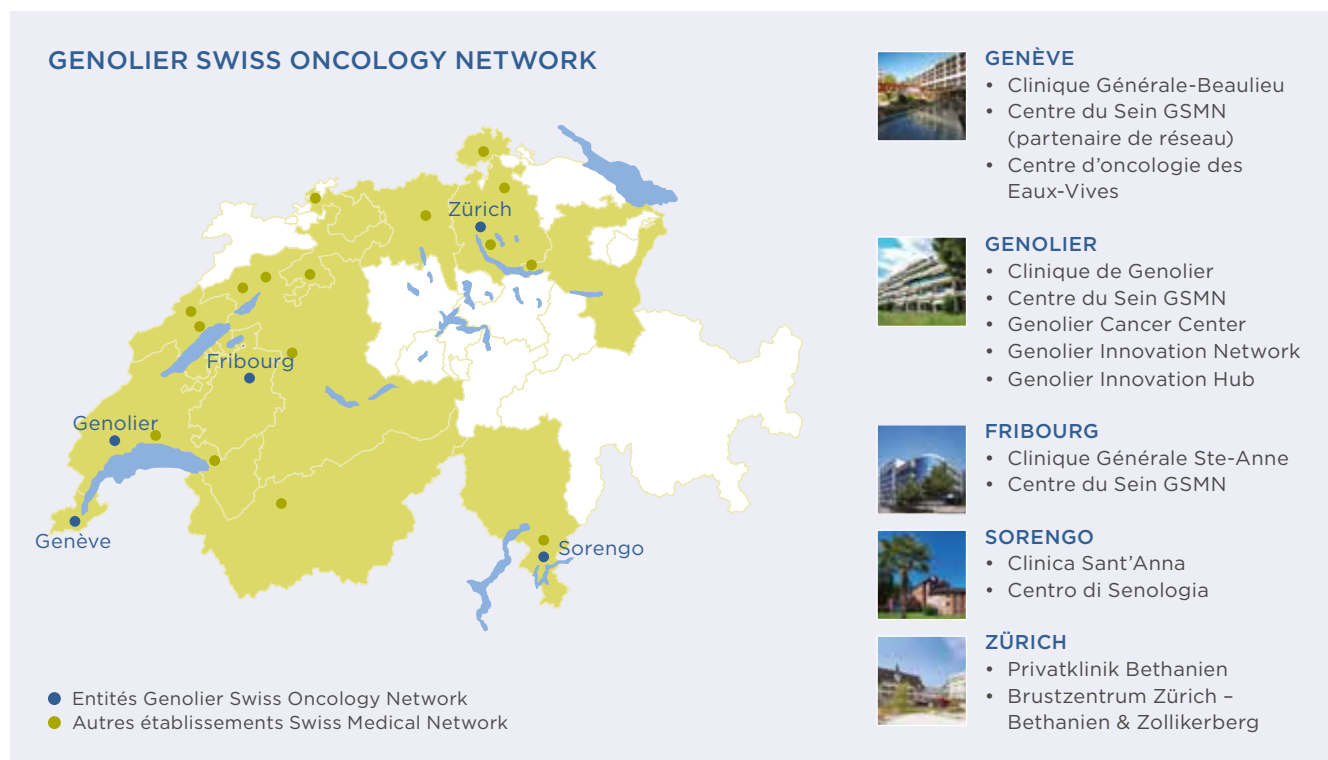 GENOLIER SWISS ONCOLOGY NETWORK
Zürich
Fribourg
Genolier
Genève
Sorengo
Entités Genolier Swiss Oncology Network
Autres établissements Swiss Medical Network
GENÈVE
• Clinique Générale-Beaulieu
• Centre du Sein GSMN
(partenaire de réseau)
• Centre d’oncologie des
Eaux-Vives
GENOLIER
• Clinique de Genolier
• Centre du Sein GSMN
• Genolier Cancer Center
• Genolier Innovation Network
• Genolier Innovation Hub
FRIBOURG
• Clinique Générale Ste-Anne
• Centre du Sein GSMN
SORENGO
• Clinica Sant’Anna
• Centro di Senologia
ZÜRICH
• Privatklinik Bethanien
• Brustzentrum Zürich –
Bethanien & Zollikerberg